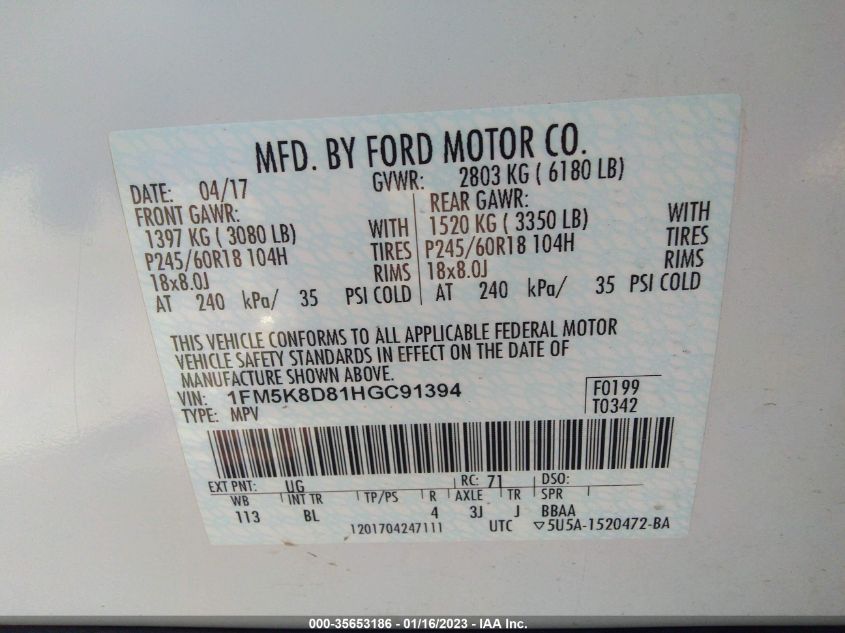 MFD. BY FORD MOTOR CO.
DATE: 04/17 GVWR: 2803 KG ( 6180 LB)
FRONT GAWR: REAR GAWR:
1397 KG ( 3080 LB) WITH 1520 KG ( 3350 LB) WITH
P245/60R18 104H TIRES P245/60R18 104H TIRES
18x8.0J RIMS 18x8.0J RIMS
AT 240 kPa/ 35 PSI COLD AT 240 kPa/ 35 PSI COLD
THIS VEHICLE CONFORMS TO ALL APPLICABLE FEDERAL MOTOR
VEHICLE SAFETY STANDARDS IN EFFECT ON THE DATE OF
MANUFACTURE SHOWN ABOVE.
VIN: 1FM5K8D81HGC91394 F0199
TYPE: MPV T0342
EXT PNT: UG RC: 71 DSO:
WB INT TR TP/PS R AXLE TR SPR
113 BL 4 3J J BBAA
1201704247111 UTC ▽5U5A-1520472-BA
000-35653186 - 01/16/2023 - IAA Inc.